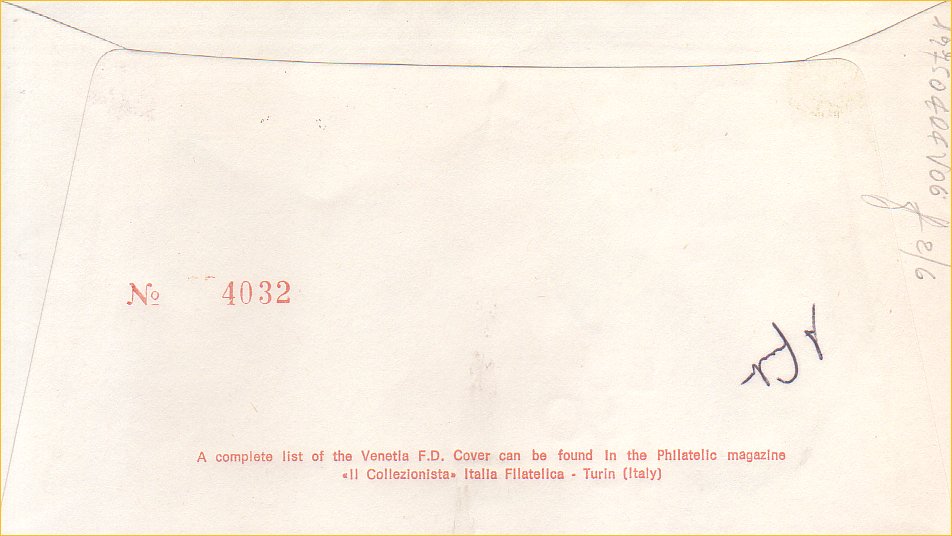 No 4032
A complete list of the Venetia F.D. Cover can be found in the Philatelic magazine
«Il Collezionista» Italia Filatelica - Turin (Italy)